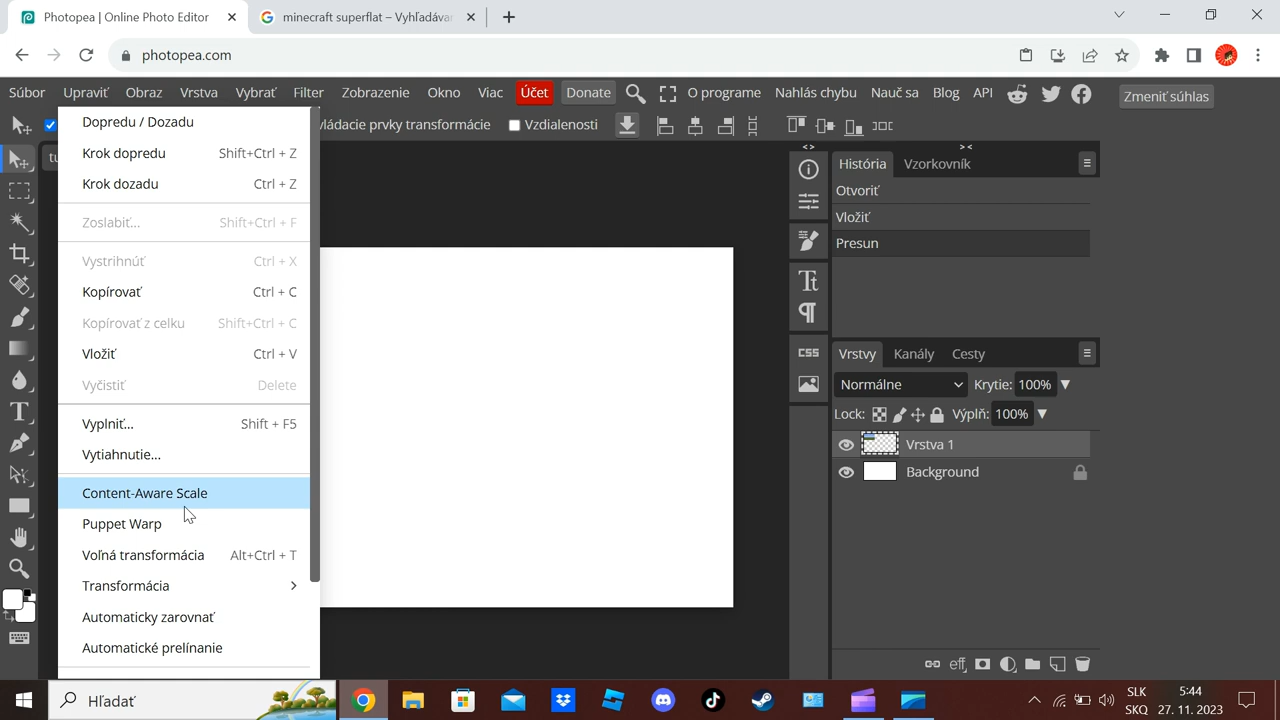 Photopea | Online Photo Editor
minecraft superflat – Vyhľadáva
photopea.com
Súbor Upraviť Obraz Vrstva Vybrať Filter Zobrazenie Okno Viac Účet Donate O programe Nahlás chybu Nauč sa Blog API Zmeniť súhlas
vládacie prvky transformácie Vzdialenosti
Dopredu / Dozadu
Krok dopredu Shift+Ctrl + Z
Krok dozadu Ctrl + Z
Zoslabiť... Shift+Ctrl + F
Vystrihnúť Ctrl + X
Kopírovať Ctrl + C
Kopírovať z celku Shift+Ctrl + C
Vložiť Ctrl + V
Vyčistiť Delete
Vyplniť... Shift + F5
Vytiahnutie...
Content-Aware Scale
Puppet Warp
Voľná transformácia Alt+Ctrl + T
Transformácia
Automaticky zarovnať
Automatické prelínanie
História Vzorkovník
Otvoriť
Vložiť
Presun
CSS
Vrstvy Kanály Cesty
Normálne Krytie: 100%
Lock: Výplň: 100%
Vrstva 1
Background
eff
Hľadať
SLK
SKQ
5:44
27. 11. 2023